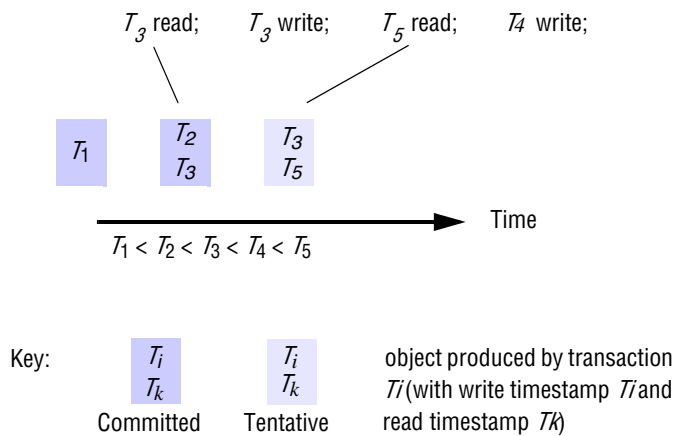 T3 read; T3 write; T5 read; T4 write;
T1
T2
T3
T3
T5
Time
T1 < T2 < T3 < T4 < T5
Key:
Ti
Tk
Committed
Ti
Tk
Tentative
object produced by transaction
Ti (with write timestamp Ti and
read timestamp Tk)